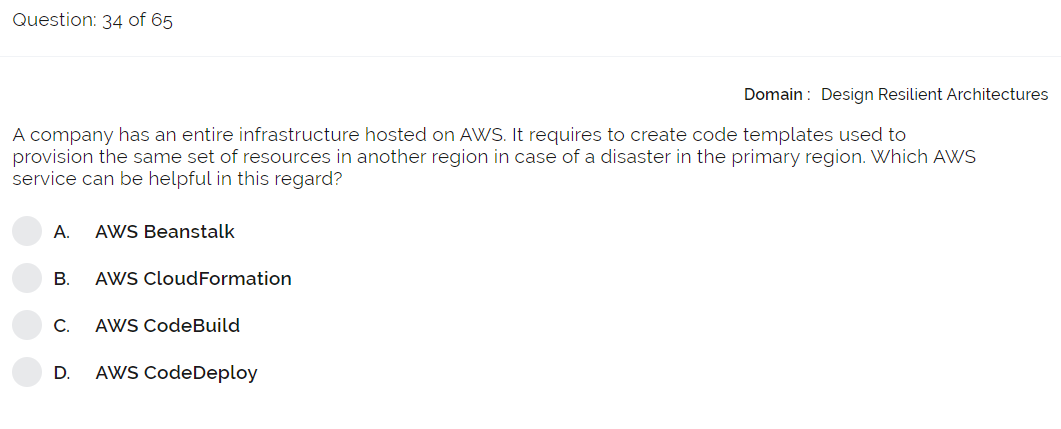 Question: 34 of 65
Domain : Design Resilient Architectures
A company has an entire infrastructure hosted on AWS. It requires to create code templates used to
provision the same set of resources in another region in case of a disaster in the primary region. Which AWS
service can be helpful in this regard?
A. AWS Beanstalk
B. AWS CloudFormation
C. AWS CodeBuild
D. AWS CodeDeploy